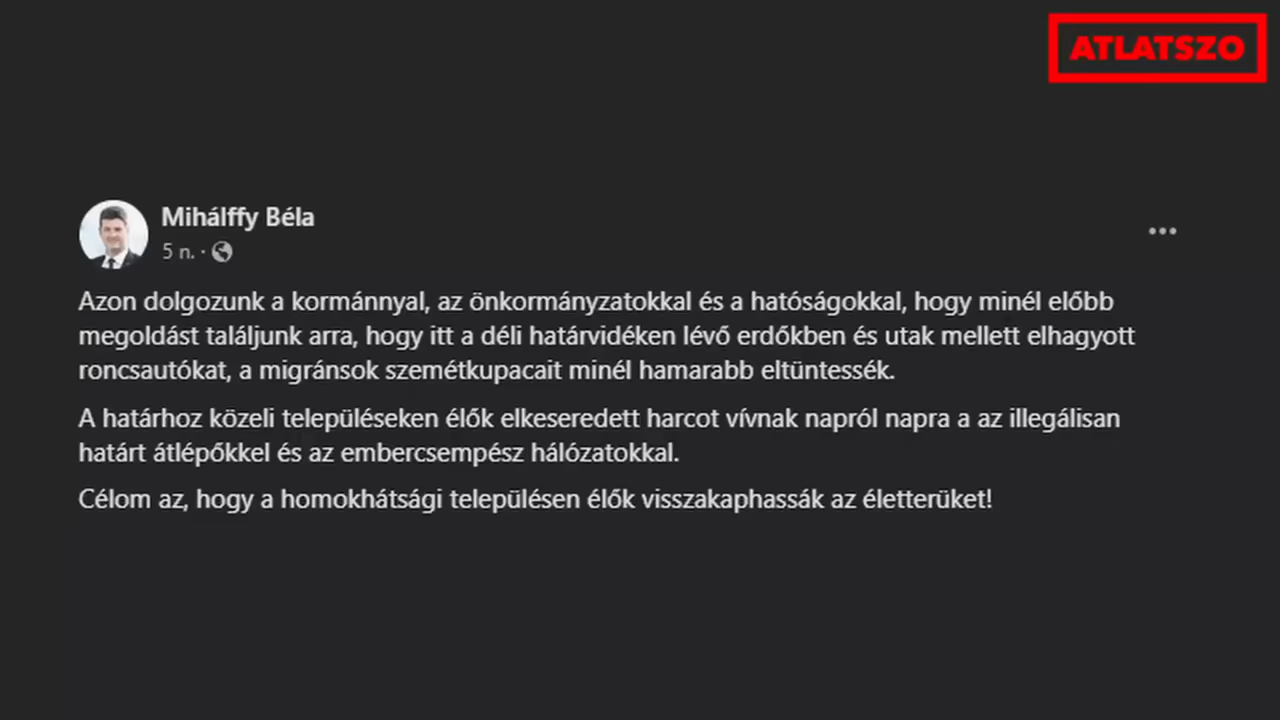 ATLATSZO
Mihálffy Béla
5 n. ·
Azon dolgozunk a kormánnyal, az önkormányzatokkal és a hatóságokkal, hogy minél előbb
megoldást találjunk arra, hogy itt a déli határvidéken lévő erdőkben és utak mellett elhagyott
roncsautókat, a migránsok szemétkupacait minél hamarabb eltüntessék.
A határhoz közeli településeken élők elkeseredett harcot vívnak napról napra a az illegálisan
határt átlépőkkel és az embercsempész hálózatokkal.
Célom az, hogy a homokhátsági településen élők visszakaphassák az életterüket!